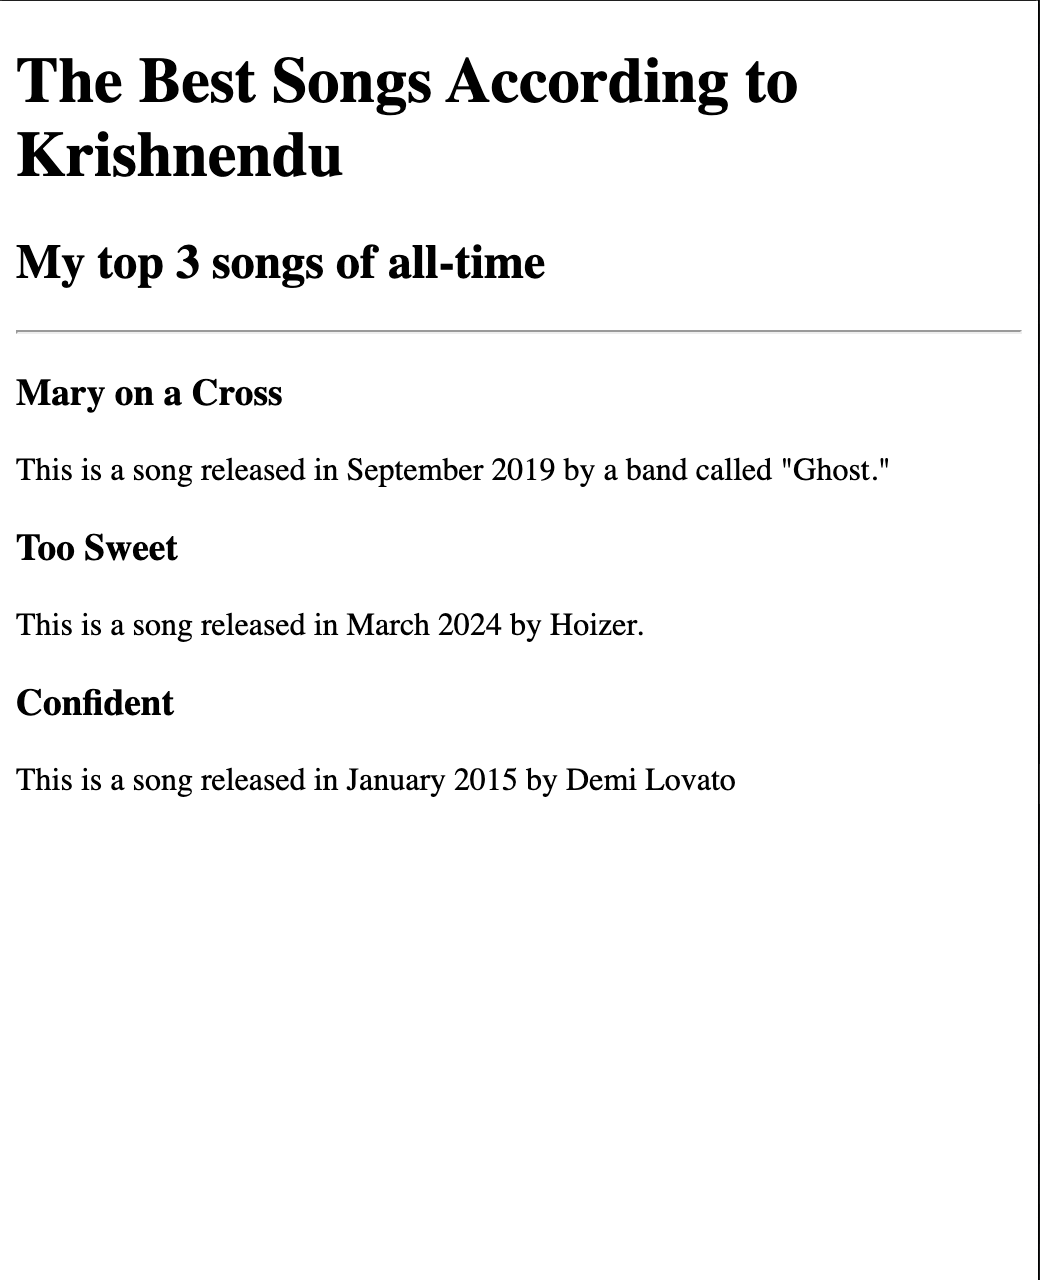 The Best Songs According to
Krishnendu
My top 3 songs of all-time
Mary on a Cross
This is a song released in September 2019 by a band called "Ghost."
Too Sweet
This is a song released in March 2024 by Hoizer.
Confident
This is a song released in January 2015 by Demi Lovato